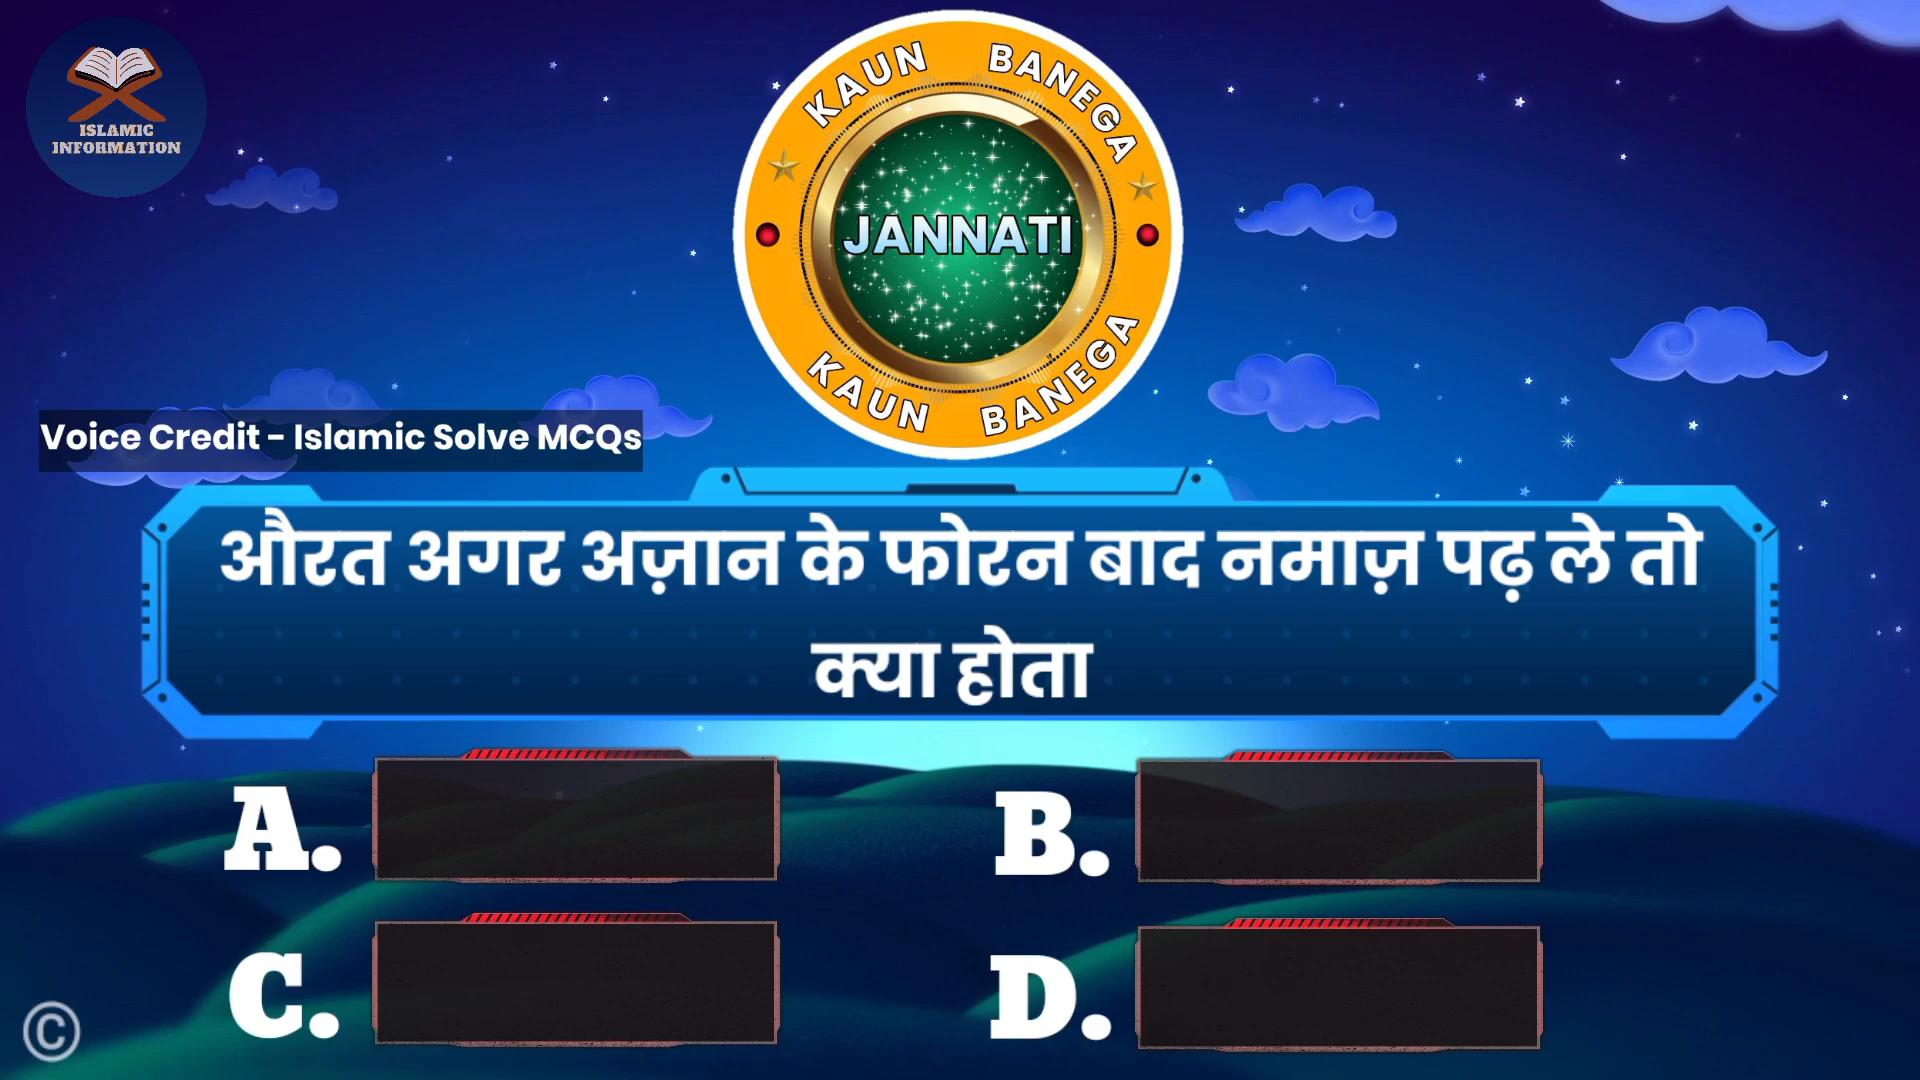 ISLAMIC
INFORMATION
KAUN BANEGA
JANNATI
KAUN BANEGA
Voice Credit - Islamic Solve MCQs
औरत अगर अज़ान के फोरन बाद नमाज़ पढ़ ले तो
क्या होता
A.
B.
C.
D.
©